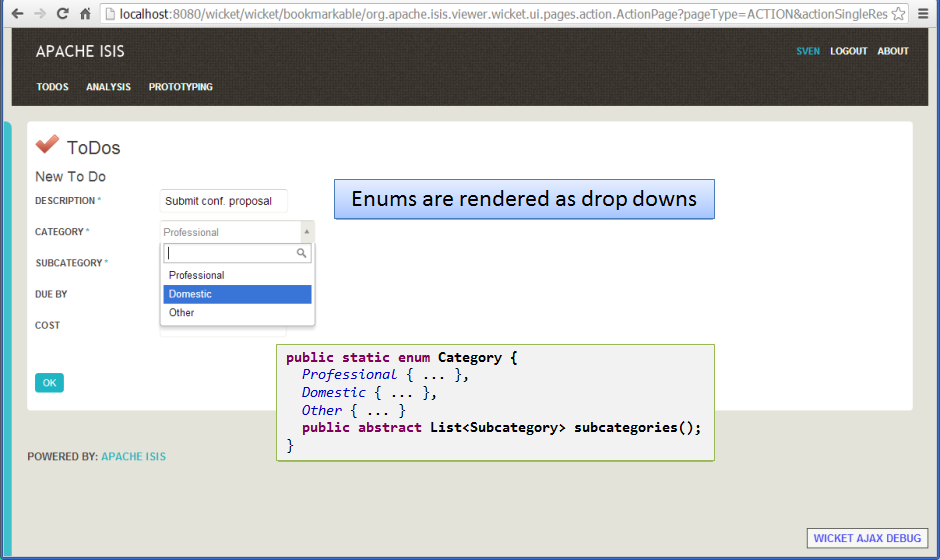 localhost:8080/wicket/wicket/bookmarkable/org.apache.isis.viewer.wicket.ui.pages.action.ActionPage?pageType=ACTION&actionSingleRes
APACHE ISIS
SVEN LOGOUT ABOUT
TODOS ANALYSIS PROTOTYPING
ToDos
New To Do
DESCRIPTION * Submit conf. proposal
Enums are rendered as drop downs
CATEGORY * Professional
SUBCATEGORY *
Professional
DUE BY
Domestic
Other
COST
public static enum Category {
Professional { ... },
Domestic { ... },
Other { ... }
public abstract List<Subcategory> subcategories();
}
OK
POWERED BY: APACHE ISIS
WICKET AJAX DEBUG